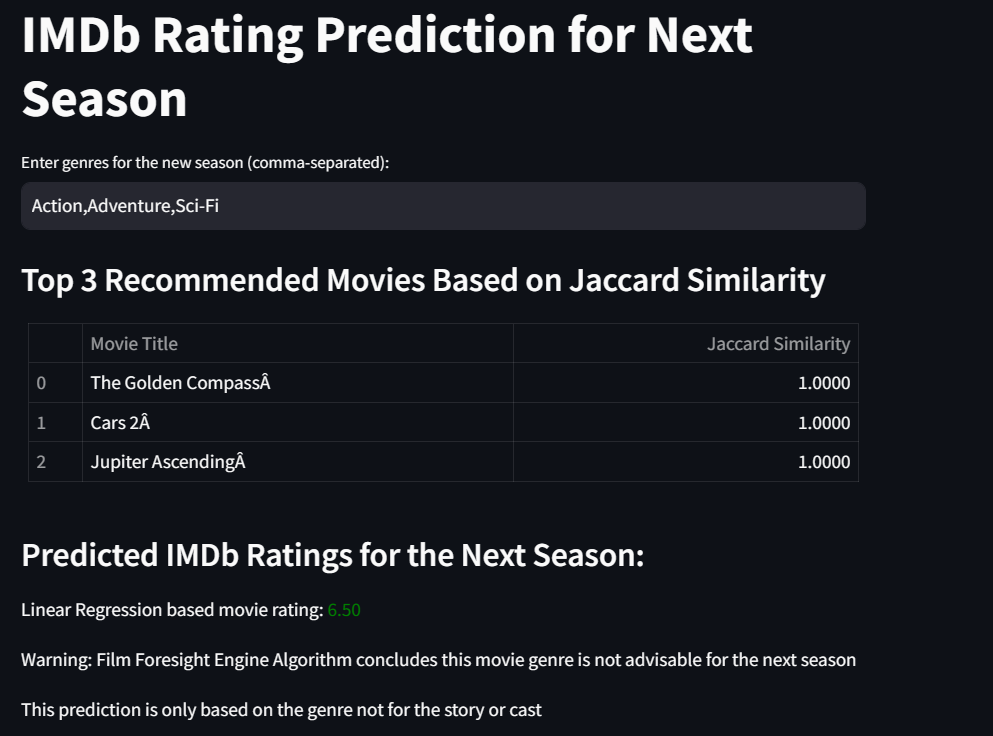 IMDb Rating Prediction for Next
Season
Enter genres for the new season (comma-separated):
Action,Adventure,Sci-Fi
Top 3 Recommended Movies Based on Jaccard Similarity
Movie Title Jaccard Similarity
0 The Golden CompassÂ 1.0000
1 Cars 2Â 1.0000
2 Jupiter AscendingÂ 1.0000
Predicted IMDb Ratings for the Next Season:
Linear Regression based movie rating: 6.50
Warning: Film Foresight Engine Algorithm concludes this movie genre is not advisable for the next season
This prediction is only based on the genre not for the story or cast